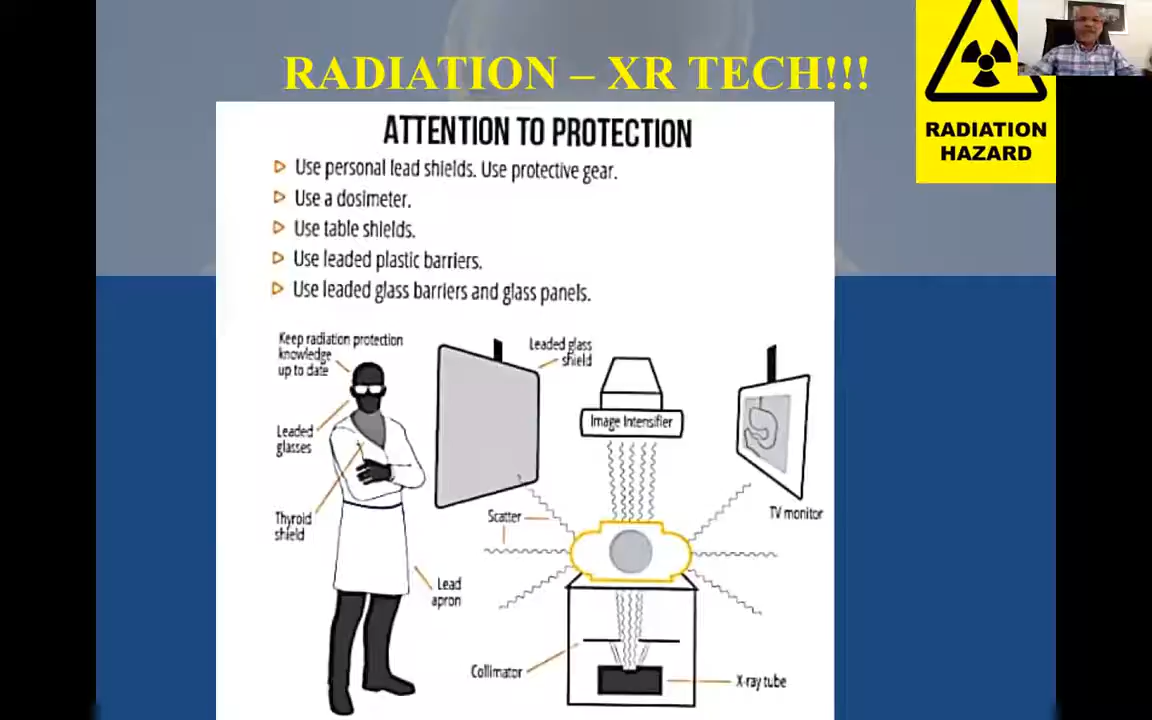 RADIATION – XR TECH!!!
RADIATION
HAZARD
ATTENTION TO PROTECTION
Use personal lead shields. Use protective gear.
Use a dosimeter.
Use table shields.
Use leaded plastic barriers.
Use leaded glass barriers and glass panels.
Keep radiation protection
knowledge
up to date
Leaded glass
shield
Image Intensifier
Leaded
glasses
Thyroid
shield
Scatter
TV monitor
Lead
apron
Collimator
X-ray tube